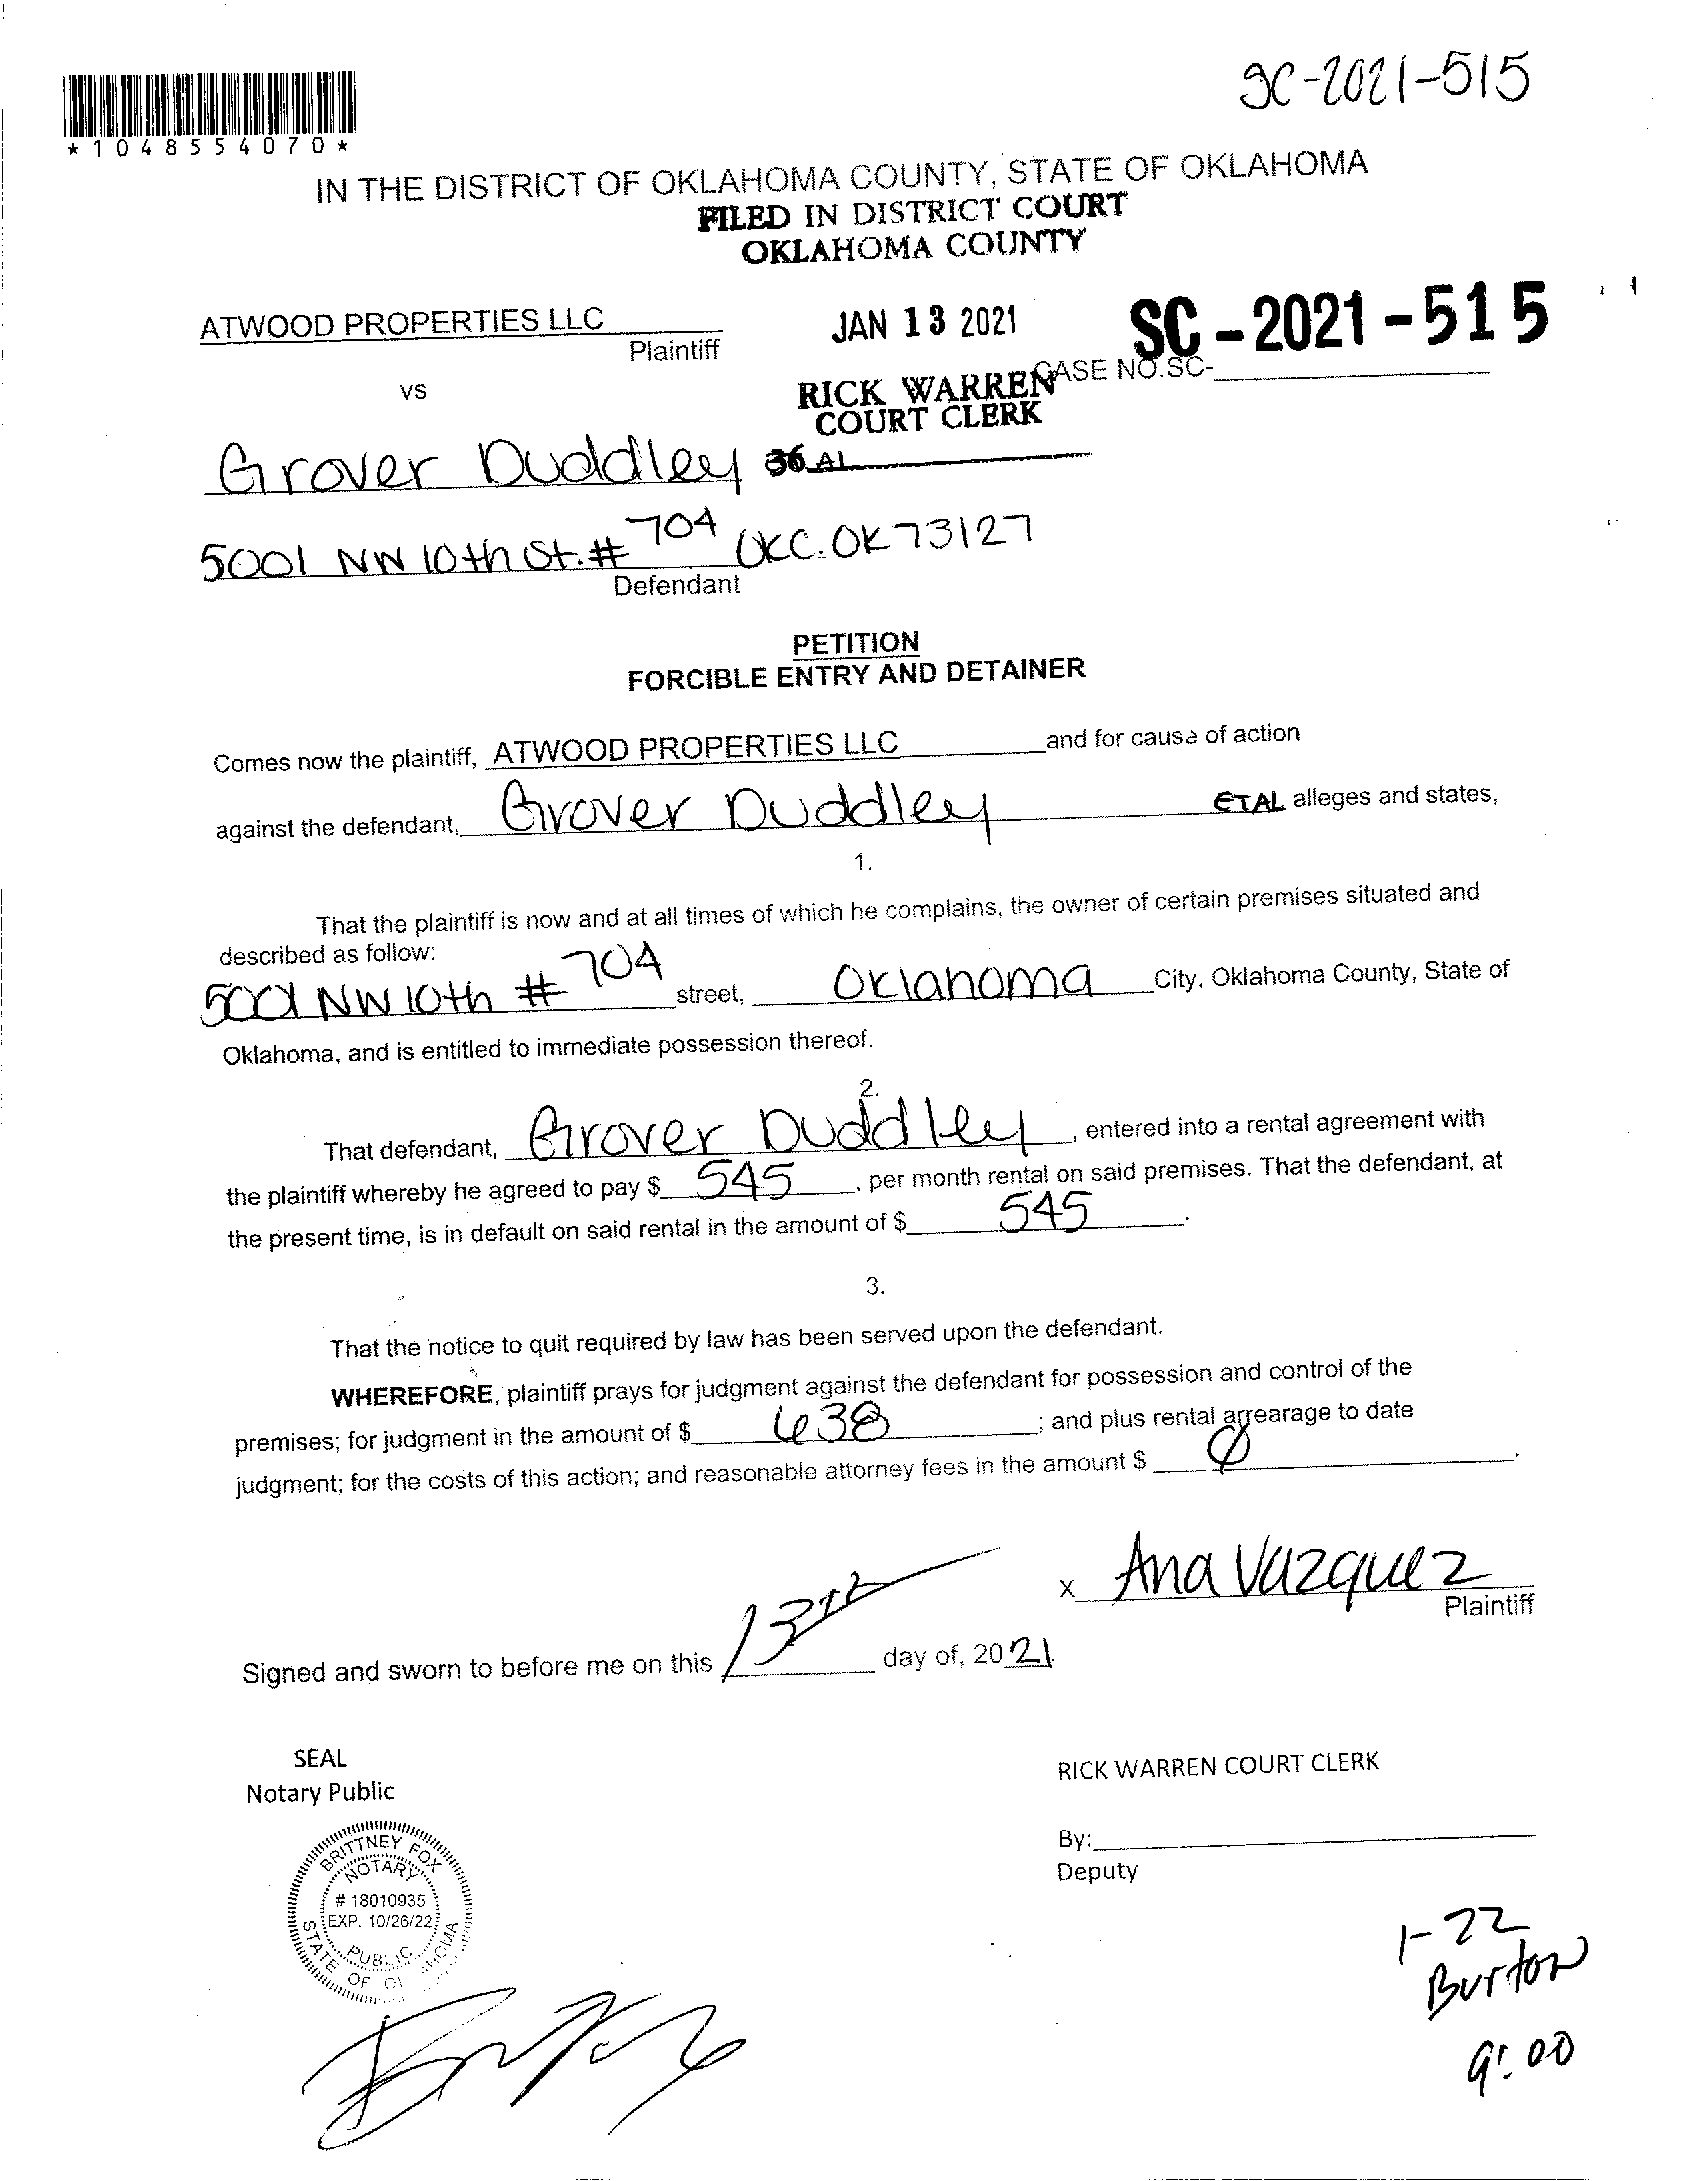 SC-2021-515
*1048554070*
IN THE DISTRICT OF OKLAHOMA COUNTY, STATE OF OKLAHOMA
FILED IN DISTRICT COURT
OKLAHOMA COUNTY
ATWOOD PROPERTIES LLC
Plaintiff
JAN 13 2021
SC-2021-515
CASE NO.SC-
vs
RICK WARREN
COURT CLERK
Grover Duddley
5001 NW 10th St. # 704 OKC. OK 73127
Defendant
PETITION
FORCIBLE ENTRY AND DETAINER
Comes now the plaintiff, ATWOOD PROPERTIES LLC and for cause of action
against the defendant, Grover Duddley ETAL alleges and states,
1.
That the plaintiff is now and at all times of which he complains, the owner of certain premises situated and
described as follow:
5001 NW 10th # 704 street, Oklahoma City, Oklahoma County, State of
Oklahoma, and is entitled to immediate possession thereof.
2.
That defendant, Grover Duddley, entered into a rental agreement with
the plaintiff whereby he agreed to pay $ 545, per month rental on said premises. That the defendant, at
the present time, is in default on said rental in the amount of $ 545.
3.
That the notice to quit required by law has been served upon the defendant.
WHEREFORE, plaintiff prays for judgment against the defendant for possession and control of the
premises; for judgment in the amount of $ 638; and plus rental arrearage to date
judgment; for the costs of this action; and reasonable attorney fees in the amount $ Ø.
x Ana Vazquez
Plaintiff
Signed and sworn to before me on this 13th day of, 2021.
SEAL
Notary Public
RICK WARREN COURT CLERK
By:
Deputy
BRITTNEY FOX
NOTARY
# 18010935
EXP. 10/26/22
PUBLIC
STATE OF
1-22
Burton
9:00